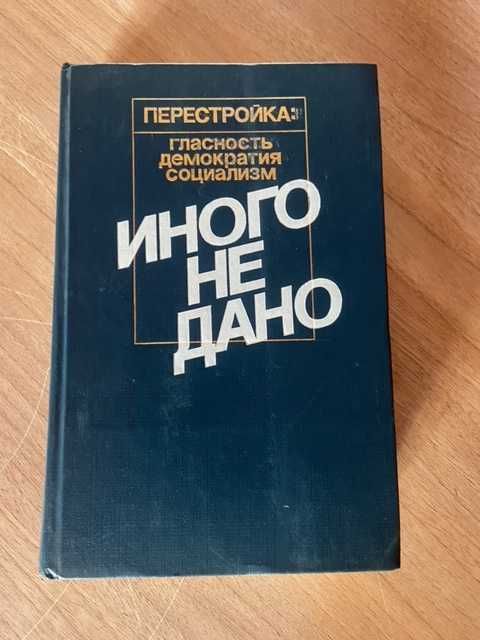 ПЕРЕСТРОЙКА:
гласность
демократия
социализм
ИНОГО
НЕ
ДАНО